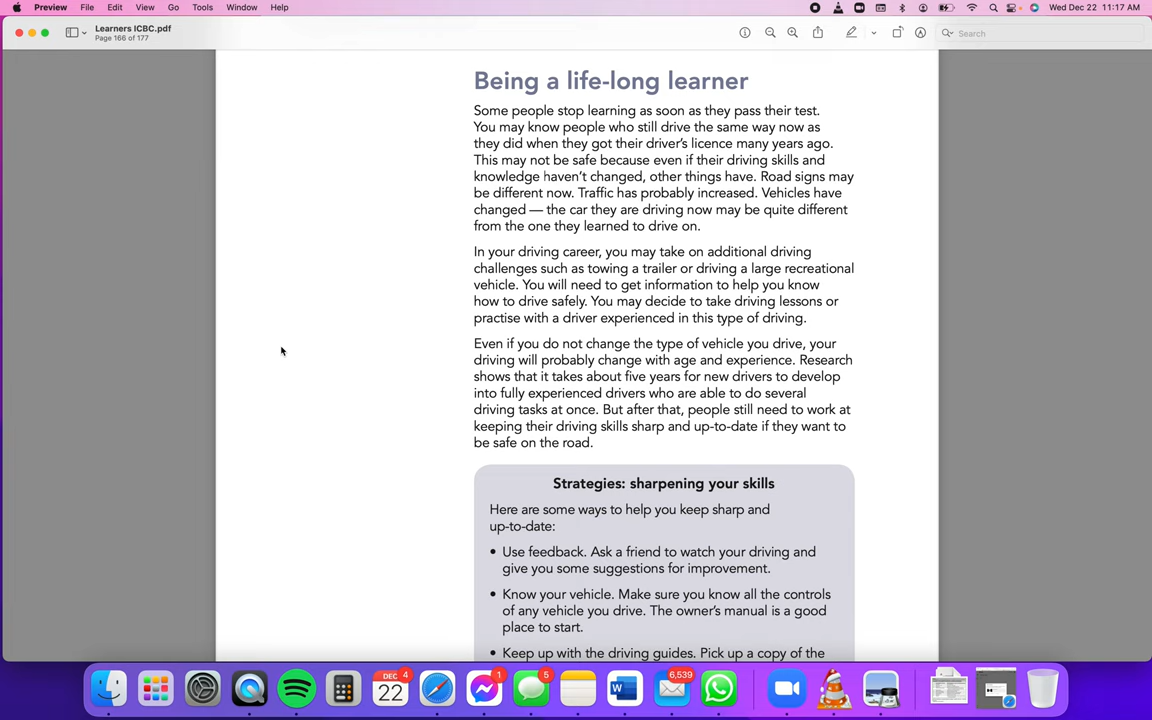 Preview File Edit View Go Tools Window Help Wed Dec 22 11:17 AM
Learners ICBC.pdf
Page 166 of 177
Search
Being a life-long learner
Some people stop learning as soon as they pass their test.
You may know people who still drive the same way now as
they did when they got their driver's licence many years ago.
This may not be safe because even if their driving skills and
knowledge haven't changed, other things have. Road signs may
be different now. Traffic has probably increased. Vehicles have
changed — the car they are driving now may be quite different
from the one they learned to drive on.
In your driving career, you may take on additional driving
challenges such as towing a trailer or driving a large recreational
vehicle. You will need to get information to help you know
how to drive safely. You may decide to take driving lessons or
practise with a driver experienced in this type of driving.
Even if you do not change the type of vehicle you drive, your
driving will probably change with age and experience. Research
shows that it takes about five years for new drivers to develop
into fully experienced drivers who are able to do several
driving tasks at once. But after that, people still need to work at
keeping their driving skills sharp and up-to-date if they want to
be safe on the road.
Strategies: sharpening your skills
Here are some ways to help you keep sharp and
up-to-date:
• Use feedback. Ask a friend to watch your driving and
give you some suggestions for improvement.
• Know your vehicle. Make sure you know all the controls
of any vehicle you drive. The owner's manual is a good
place to start.
• Keep up with the driving guides. Pick up a copy of the
DEC 4 1 5 6,539
22